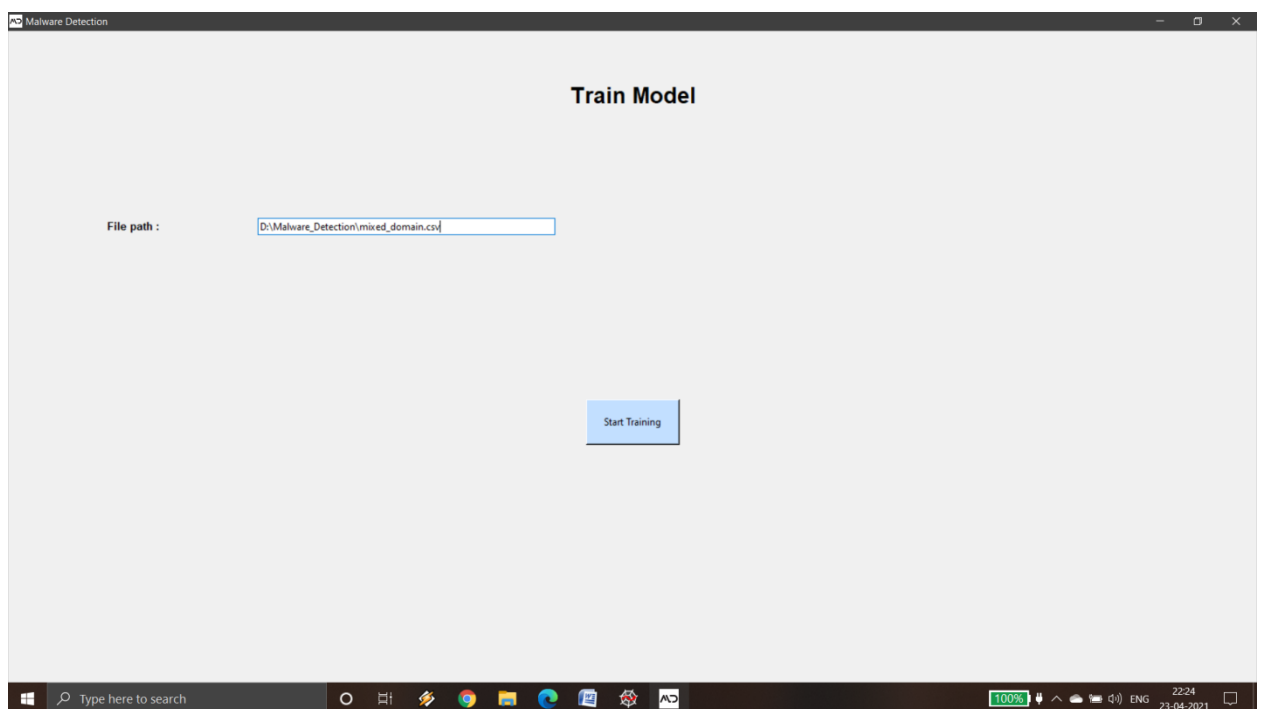 Malware Detection
Train Model
File path :
D:\Malware_Detection\mixed_domain.csv
Start Training
Type here to search
100%
ENG
22:24
23-04-2021